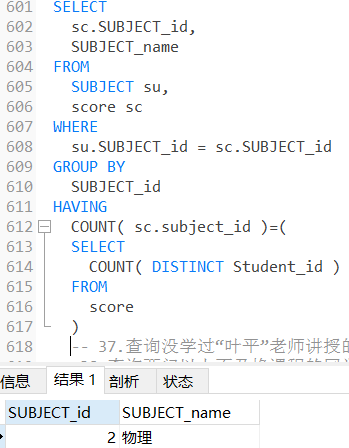 601 SELECT
602 sc.SUBJECT_id,
603 SUBJECT_name
604 FROM
605 SUBJECT su,
606 score sc
607 WHERE
608 su.SUBJECT_id = sc.SUBJECT_id
609 GROUP BY
610 SUBJECT_id
611 HAVING
612 COUNT( sc.subject_id )=(
613 SELECT
614 COUNT( DISTINCT Student_id )
615 FROM
616 score
617 )
618 -- 37.查询没学过“叶平”老师讲授的
信息 结果 1 剖析 状态
SUBJECT_id SUBJECT_name
2 物理